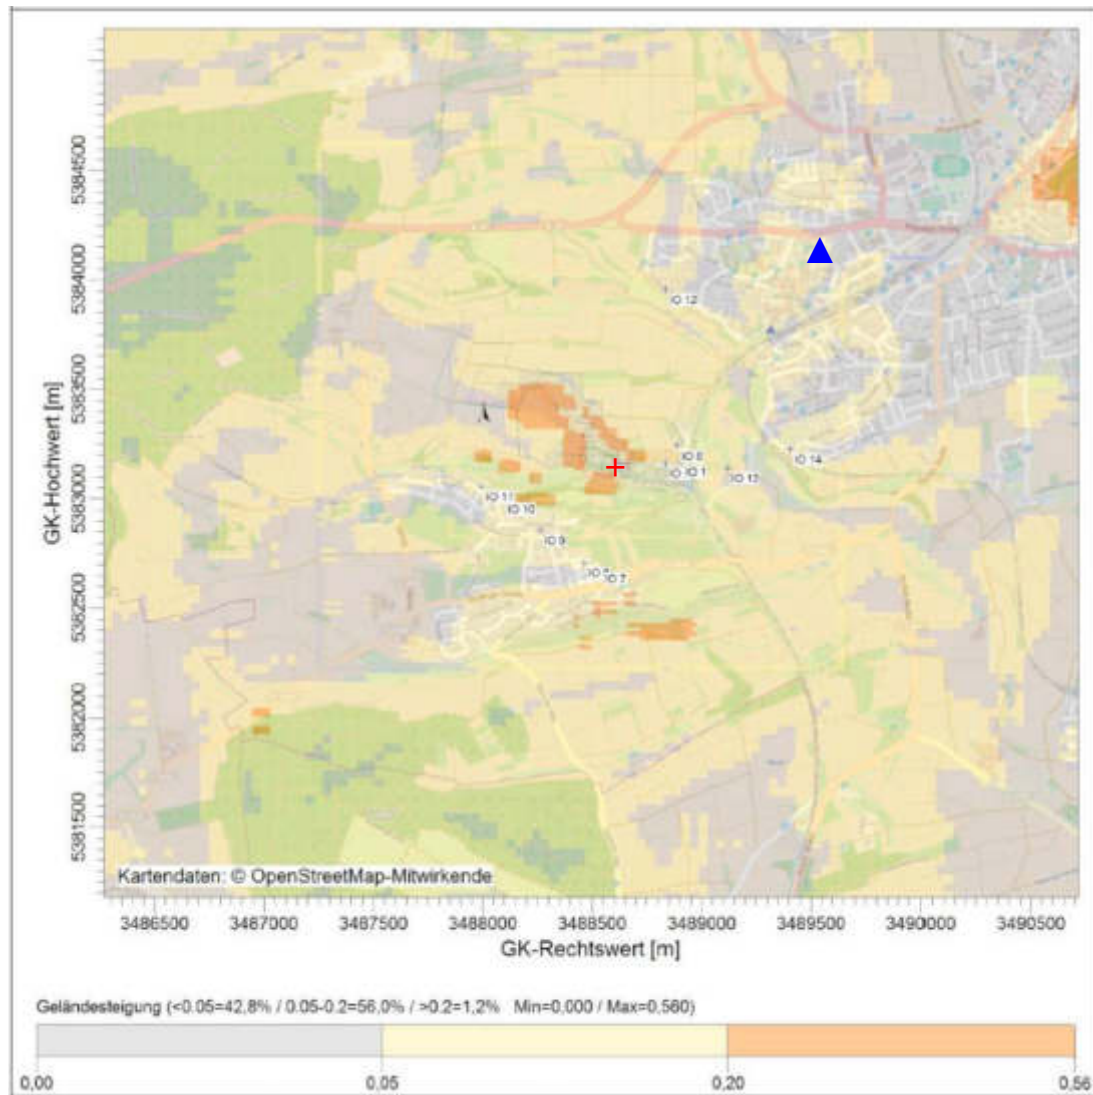 5384500
5384000
5383500
5383000
5382500
5382000
5381500
GK-Hochwert [m]
IO 12
IO 14
IO 1
IO 13
IO 11
IO 10
IO 9
IO 7
Kartendaten: © OpenStreetMap-Mitwirkende
3486500 3487000 3487500 3488000 3488500 3489000 3489500 3490000 3490500
GK-Rechtswert [m]
Geländesteigung (<0.05=42,8% / 0.05-0.2=56,0% / >0.2=1,2% Min=0,000 / Max=0,560)
0,00 0,05 0,20 0,56